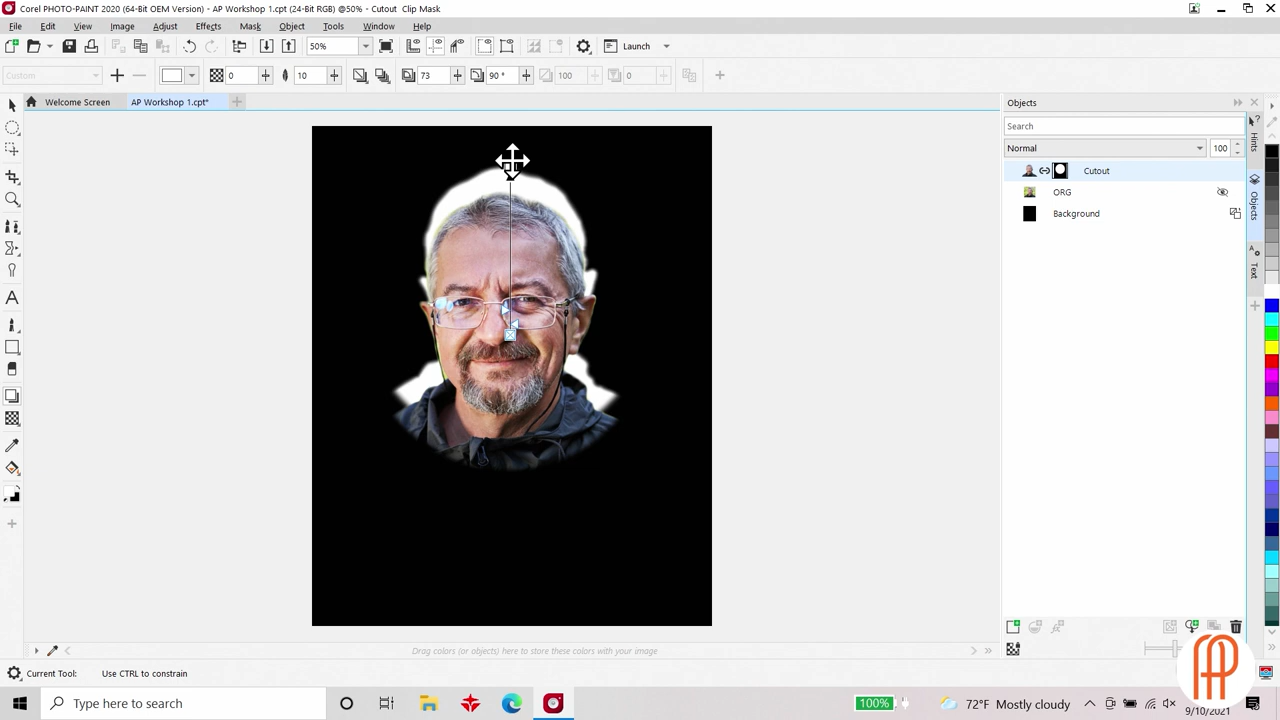 Corel PHOTO-PAINT 2020 (64-Bit OEM Version) - AP Workshop 1.cpt (24-Bit RGB) @50% - Cutout Clip Mask
File Edit View Image Adjust Effects Mask Object Tools Window Help
50% Launch
Custom... 0 10 73 90 ° 100 0
Welcome Screen AP Workshop 1.cpt*
Objects
Search
Normal 100
Cutout
ORG
Background
Hints
Objects
Text
Drag colors (or objects) here to store these colors with your image
Current Tool: Use CTRL to constrain
Type here to search
100% 72°F Mostly cloudy
9/10/2021